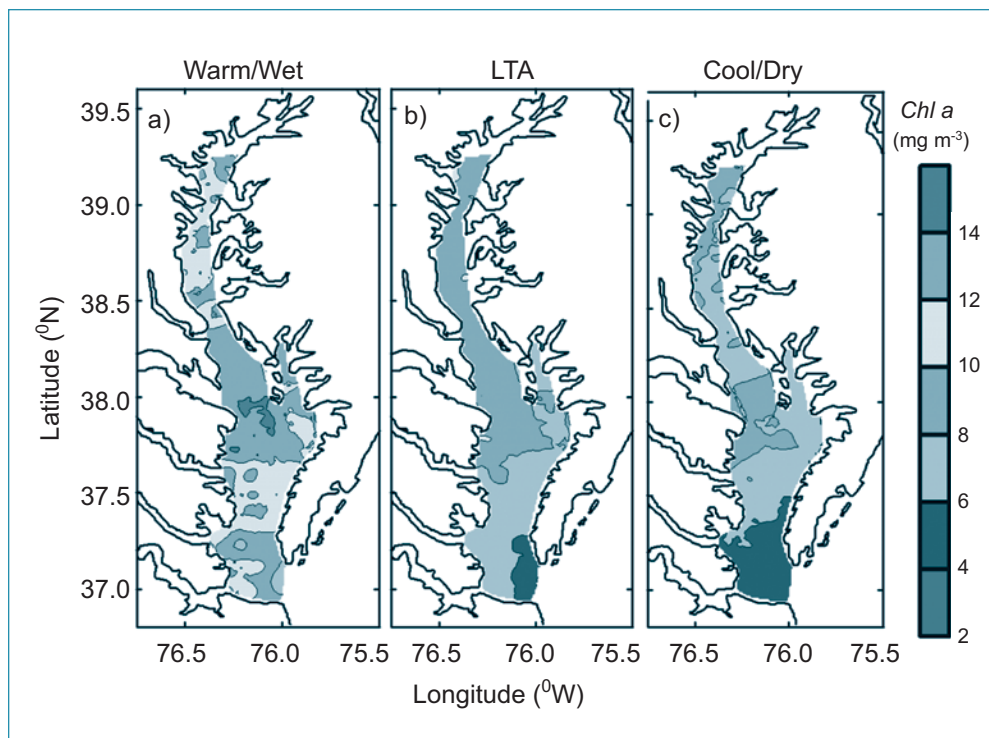 Warm/Wet LTA Cool/Dry
a) b) c)
Chl a
(mg m-3)
39.5
39.0
38.5
38.0
37.5
37.0
Latitude (0N)
14
12
10
8
6
4
2
76.5 76.0 75.5 76.5 76.0 75.5 76.5 76.0 75.5
Longitude (0W)